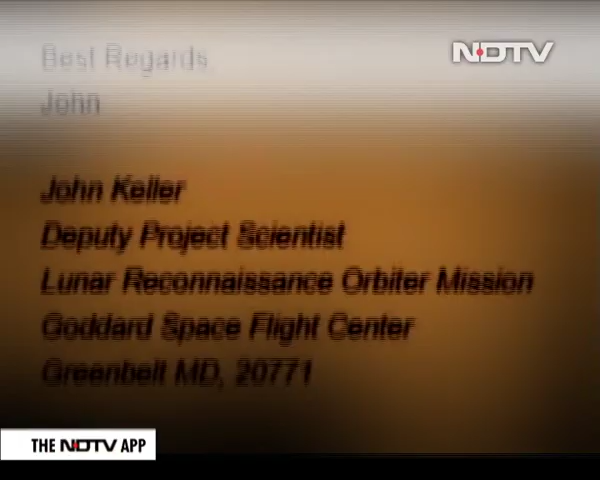 NDTV
Best Regards
John
John Keller
Deputy Project Scientist
Lunar Reconnaissance Orbiter Mission
Goddard Space Flight Center
Greenbelt MD, 20771
THE NDTV APP